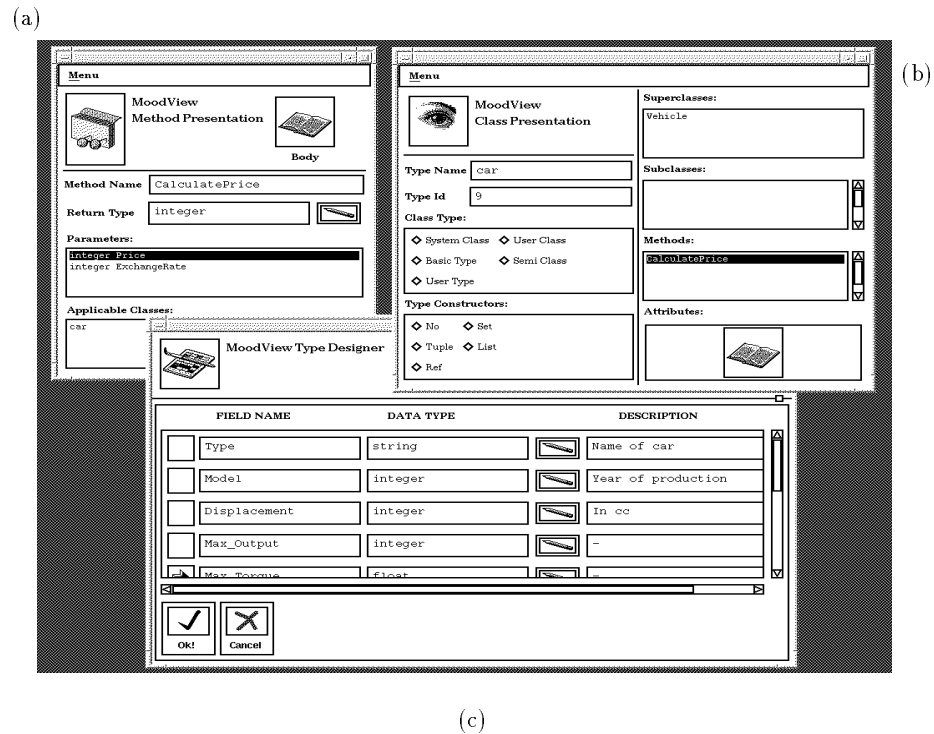 (a)
Menu
MoodView
Method Presentation
Body
Method Name CalculatePrice
Return Type integer
Parameters:
integer Price
integer ExchangeRate
Applicable Classes:
car
(b)
Menu
MoodView
Class Presentation
Type Name car
Type Id 9
Class Type:
System Class User Class
Basic Type Semi Class
User Type
Type Constructors:
No Set
Tuple List
Ref
Superclasses:
Vehicle
Subclasses:
Methods:
CalculatePrice
Attributes:
MoodView Type Designer
FIELD NAME DATA TYPE DESCRIPTION
Type string Name of car
Model integer Year of production
Displacement integer In cc
Max_Output integer -
Max_Torque float -
Ok! Cancel
(c)